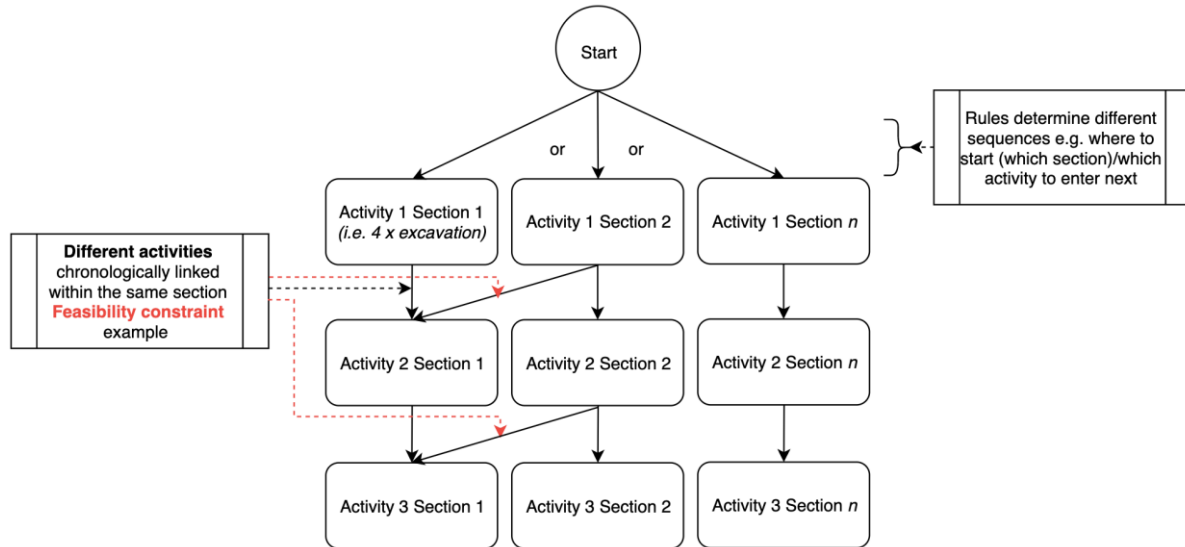 Start
Rules determine different
sequences e.g. where to
start (which section)/which
activity to enter next
or
or
Activity 1 Section 1
(i.e. 4 x excavation)
Activity 1 Section 2
Activity 1 Section n
Different activities
chronologically linked
within the same section
Feasibility constraint
example
Activity 2 Section 1
Activity 2 Section 2
Activity 2 Section n
Activity 3 Section 1
Activity 3 Section 2
Activity 3 Section n